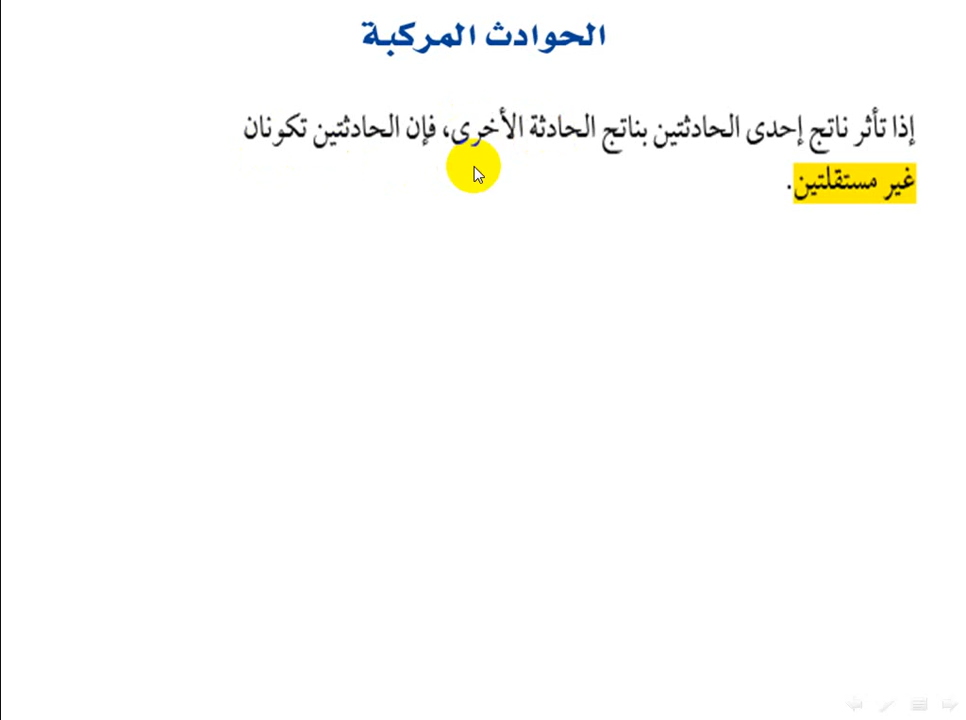 الحوادث المركبة
إذا تأثر ناتج إحدى الحادثتين بناتج الحادثة الأخرى، فإن الحادثتين تكونان
غير مستقلتين.